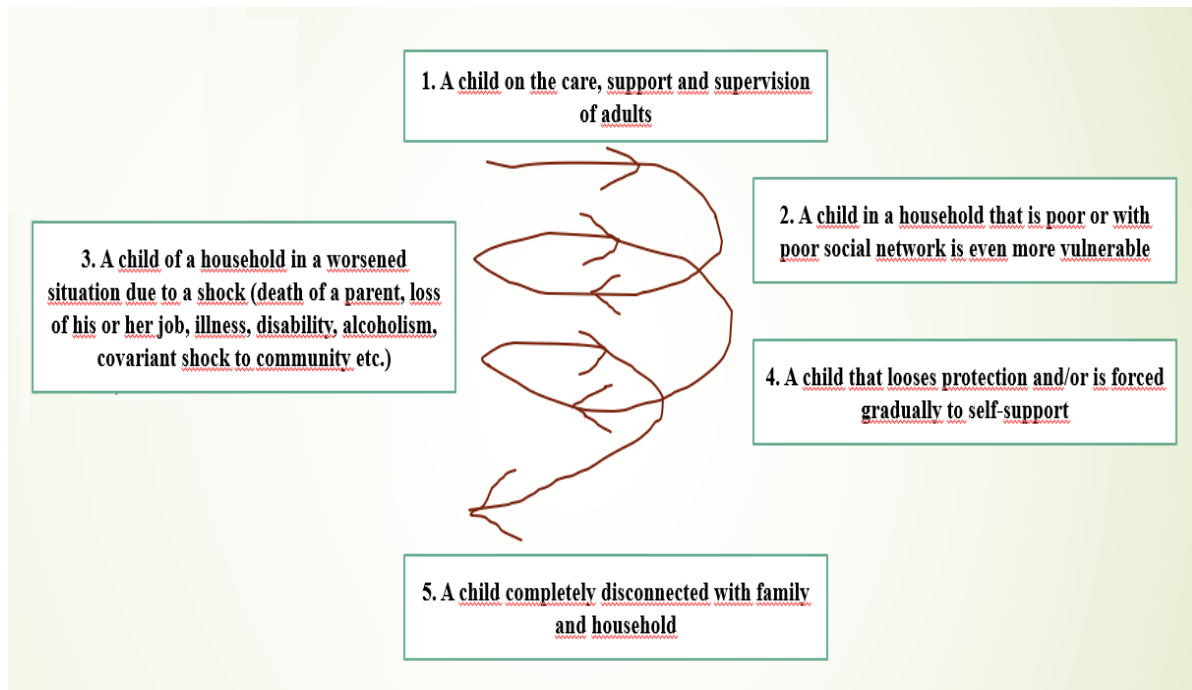 1. A child on the care, support and supervision
of adults
2. A child in a household that is poor or with
poor social network is even more vulnerable
3. A child of a household in a worsened
situation due to a shock (death of a parent, loss
of his or her job, illness, disability, alcoholism,
covariant shock to community etc.)
4. A child that looses protection and/or is forced
gradually to self-support
5. A child completely disconnected with family
and household